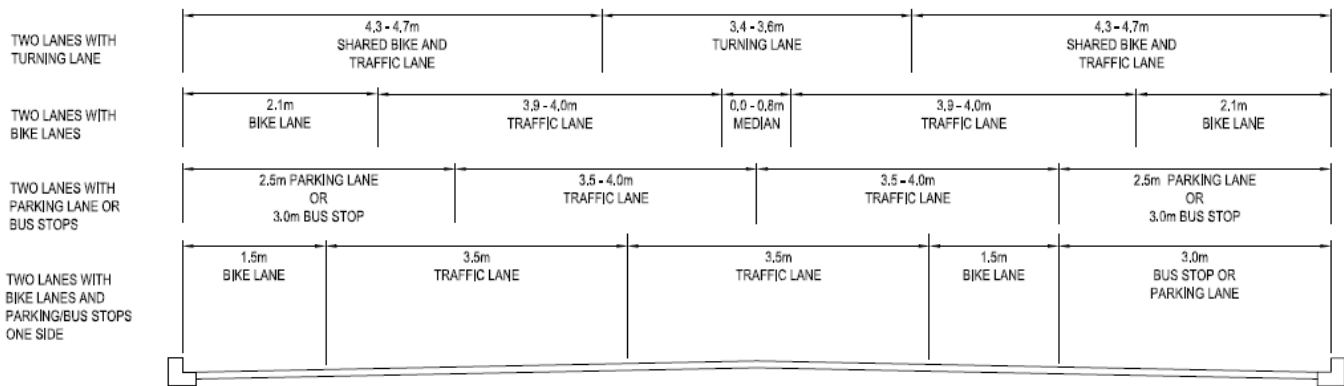 TWO LANES WITH
TURNING LANE
4.3 - 4.7m
SHARED BIKE AND
TRAFFIC LANE
3.4 - 3.6m
TURNING LANE
4.3 - 4.7m
SHARED BIKE AND
TRAFFIC LANE
TWO LANES WITH
BIKE LANES
2.1m
BIKE LANE
3.9 - 4.0m
TRAFFIC LANE
0.0 - 0.8m
MEDIAN
3.9 - 4.0m
TRAFFIC LANE
2.1m
BIKE LANE
TWO LANES WITH
PARKING LANE OR
BUS STOPS
2.5m PARKING LANE
OR
3.0m BUS STOP
3.5 - 4.0m
TRAFFIC LANE
3.5 - 4.0m
TRAFFIC LANE
2.5m PARKING LANE
OR
3.0m BUS STOP
TWO LANES WITH
BIKE LANES AND
PARKING/BUS STOPS
ONE SIDE
1.5m
BIKE LANE
3.5m
TRAFFIC LANE
3.5m
TRAFFIC LANE
1.5m
BIKE LANE
3.0m
BUS STOP OR
PARKING LANE